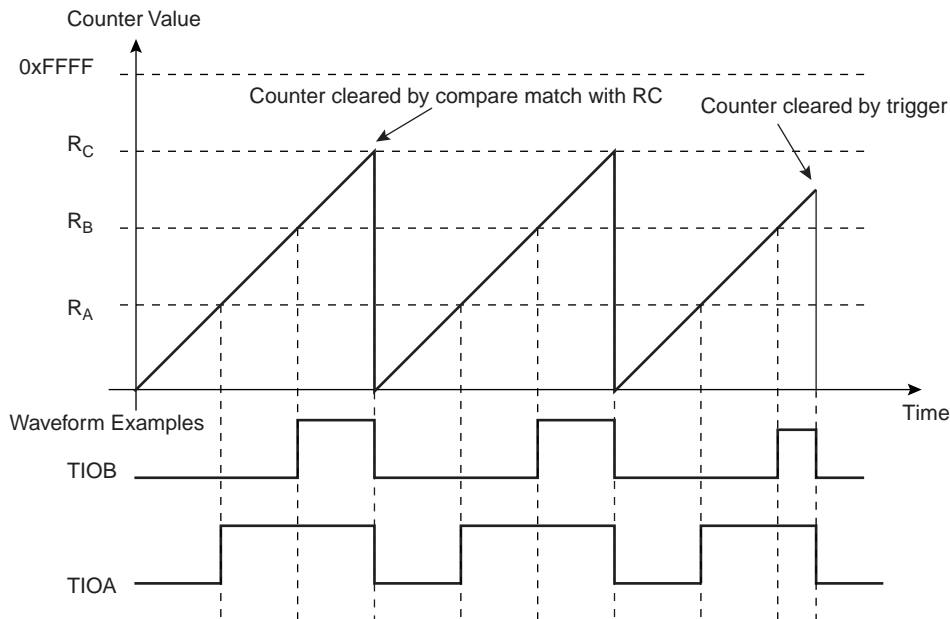 Counter Value
0xFFFF
Counter cleared by compare match with RC
Counter cleared by trigger
RC
RB
RA
Time
Waveform Examples
TIOB
TIOA